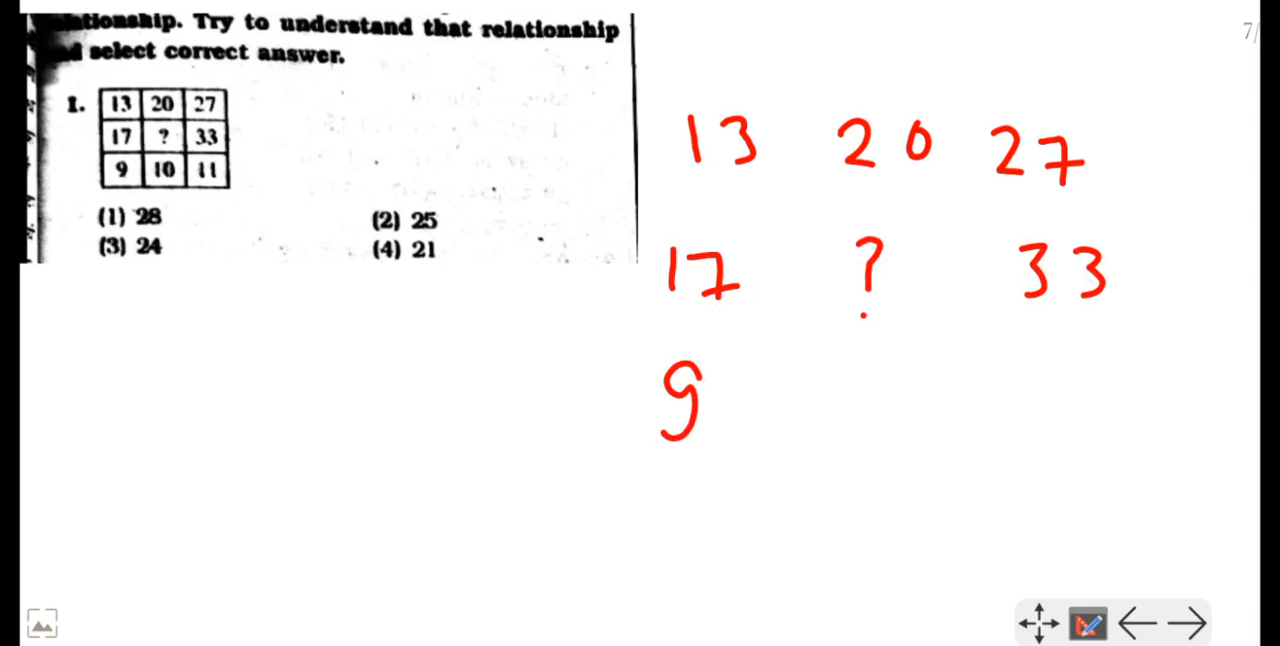 Try to understand that relationship
select correct answer.
7/
1.
13 20 27
17 ? 33
9 10 11
(1) 28
(2) 25
(3) 24
(4) 21
13 20 27
17 ? 33
9